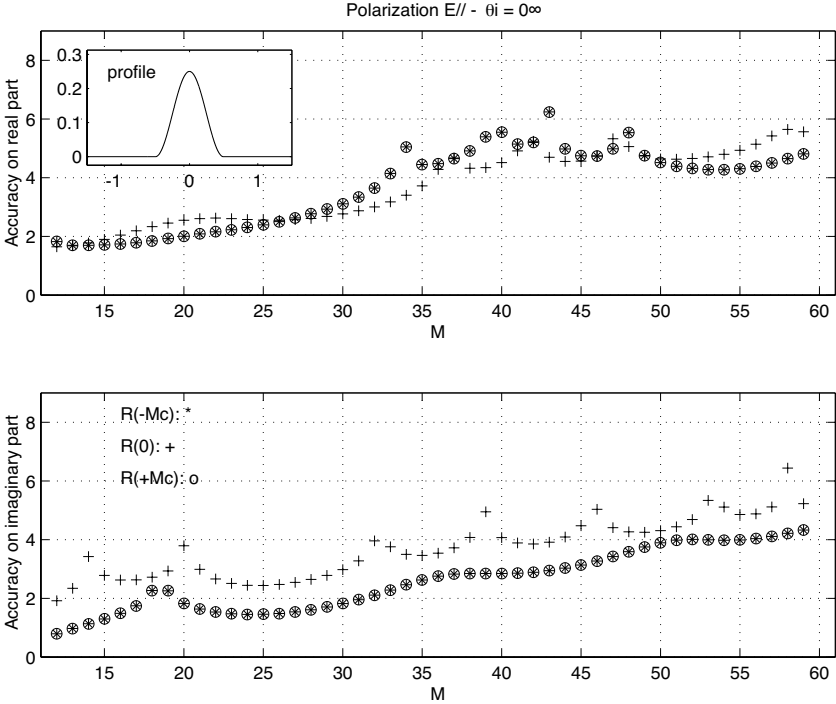 Polarization E// - θi = 0∞
Accuracy on real part
8
6
4
2
0
profile
0.3
0.2
0.1
0
-1 0 1
15 20 25 30 35 40 45 50 55 60
M
Accuracy on imaginary part
8
6
4
2
0
R(-Mc): *
R(0): +
R(+Mc): o
15 20 25 30 35 40 45 50 55 60
M